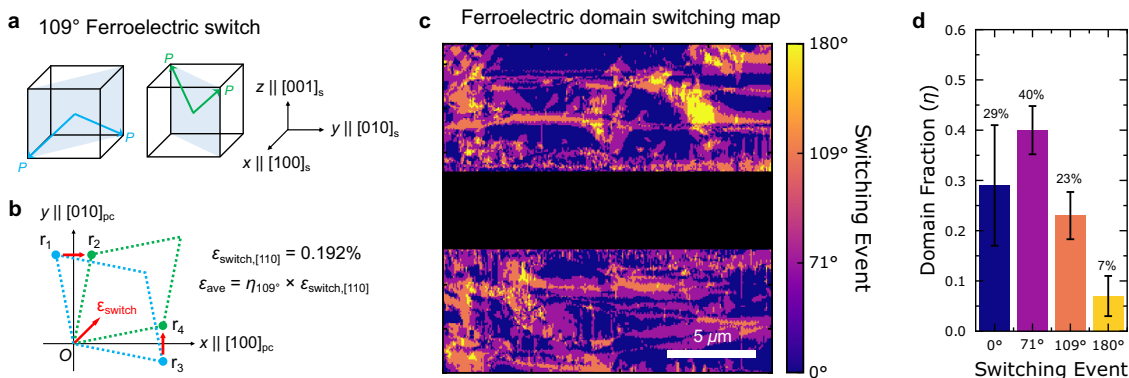 a 109° Ferroelectric switch
P
P
P
P
z || [001]s
y || [010]s
x || [100]s
b
y || [010]pc
r1
r2
εswitch,[110] = 0.192%
εave = η109° × εswitch,[110]
εswitch
r4
O
x || [100]pc
r3
c Ferroelectric domain switching map
5 μm
180°
109°
71°
0°
Switching Event
d
Domain Fraction (η)
0.6
0.5
0.4
0.3
0.2
0.1
0.0
29%
40%
23%
7%
0° 71° 109° 180°
Switching Event